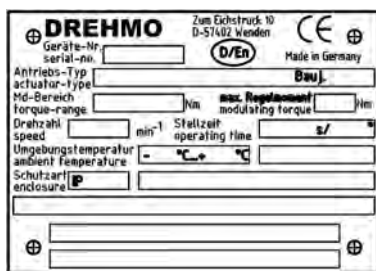 DREHMO
Zum Eichstruck 10
D-57402 Wenden
CE
Geräte-Nr.
serial-no.
D/En
Made in Germany
Antriebs-Typ
actuator-type
Bauj.
Md-Bereich
torque-range
Nm
max. Regelmoment
modulating torque
Nm
Drehzahl
speed
min-1
Stellzeit
operating time
s/ °
Umgebungstemperatur
ambient temperature
- °C...+ °C
Schutzart
enclosure
IP